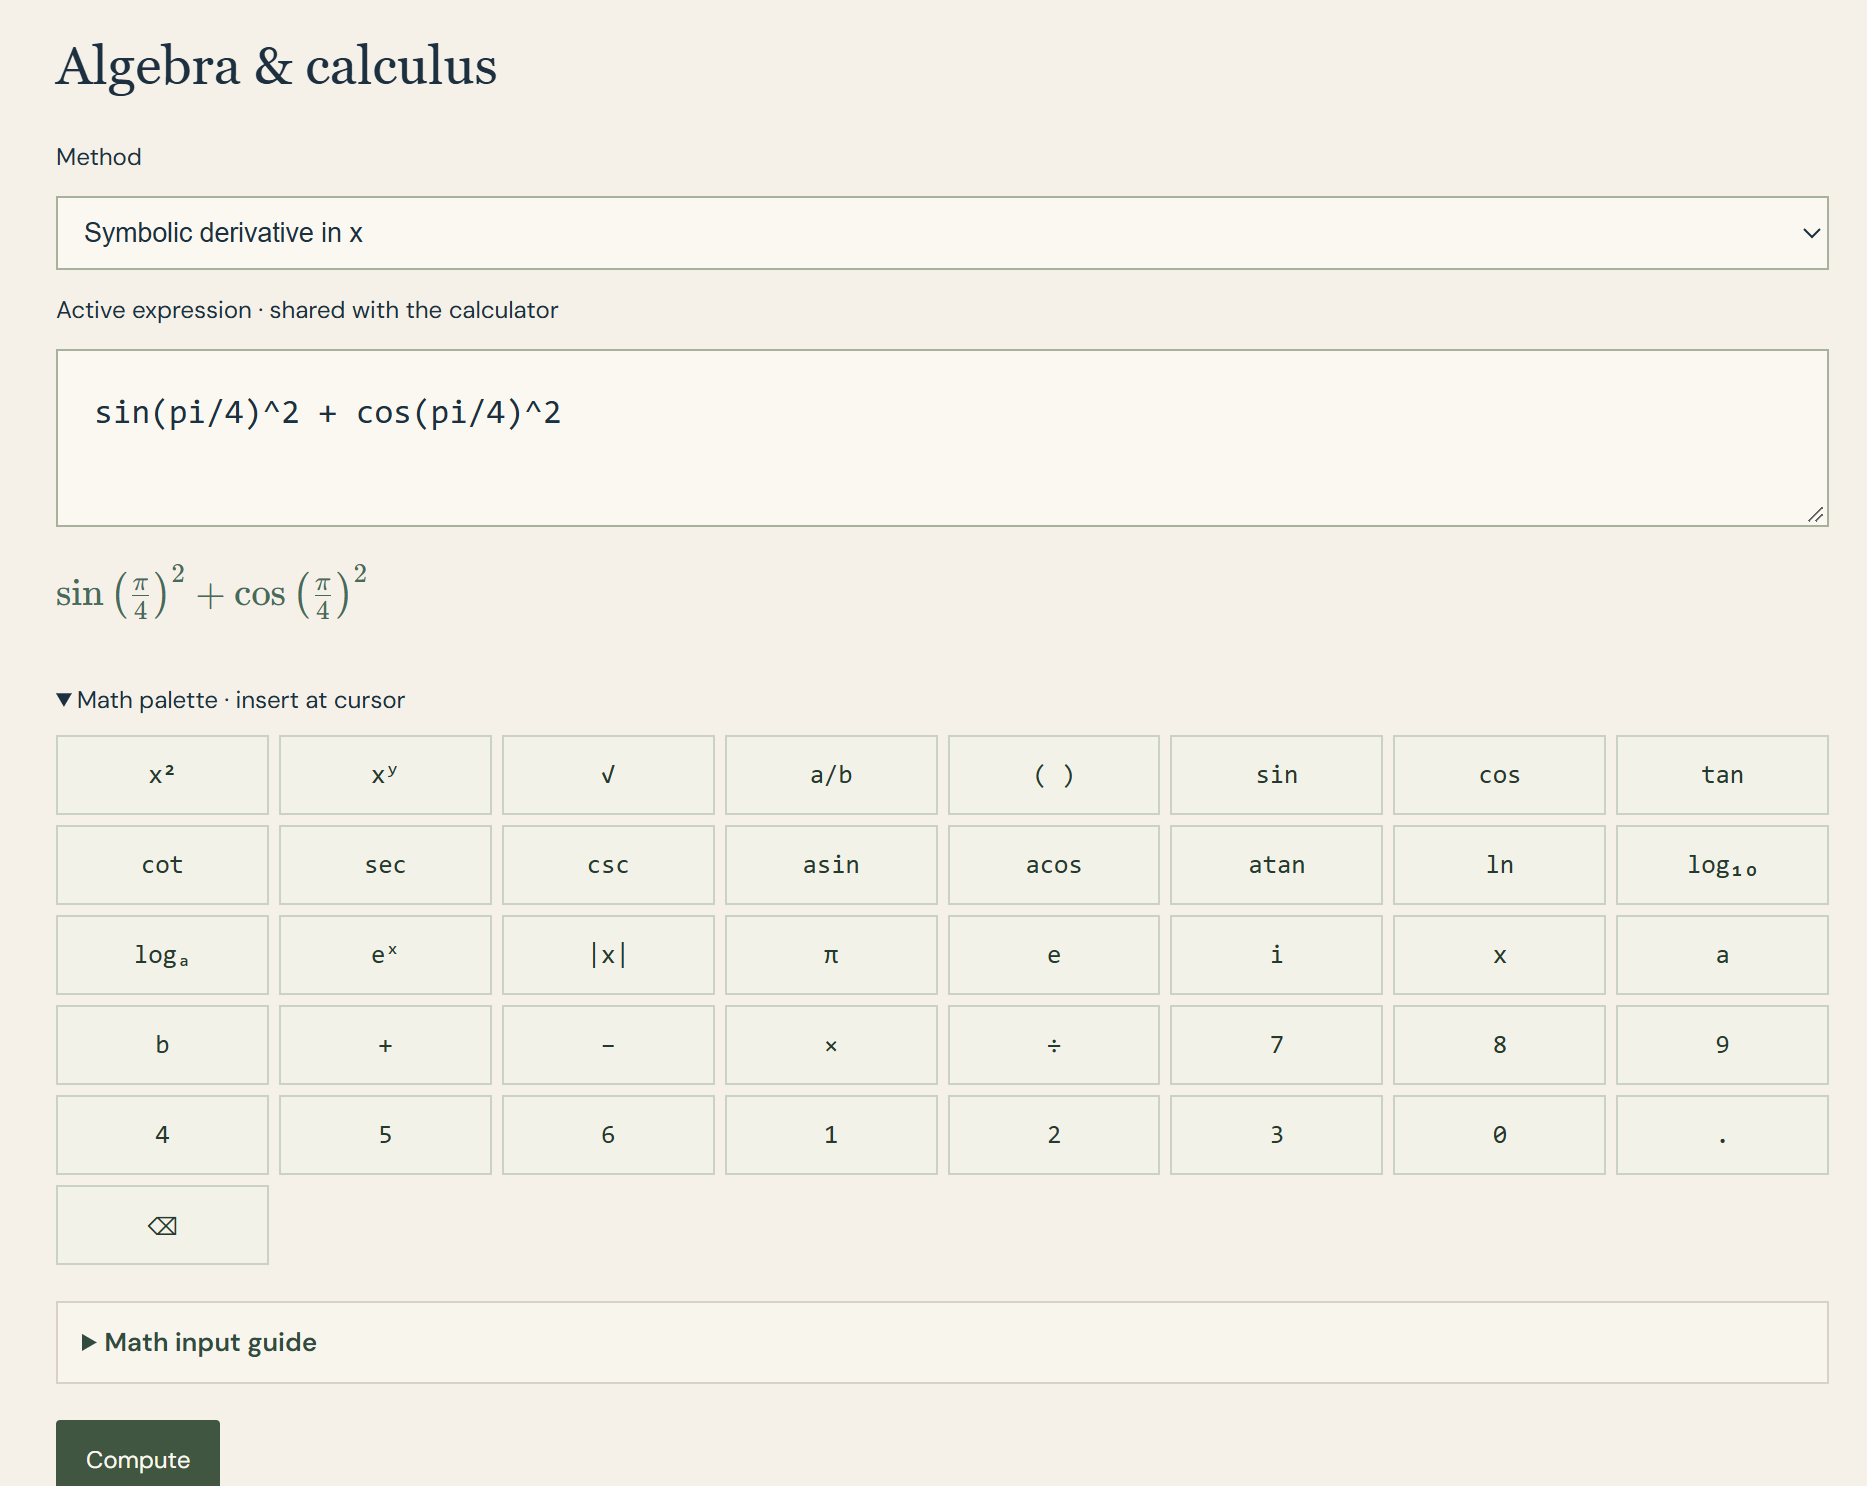 Algebra & calculus
Method
Symbolic derivative in x
Active expression · shared with the calculator
sin(pi/4)^2 + cos(pi/4)^2
sin (π/4)² + cos (π/4)²
▼ Math palette · insert at cursor
x² xʸ √ a/b ( ) sin cos tan
cot sec csc asin acos atan ln log₁₀
logₐ eˣ |x| π e i x a
b + − × ÷ 7 8 9
4 5 6 1 2 3 0 .
⌫
▶ Math input guide
Compute